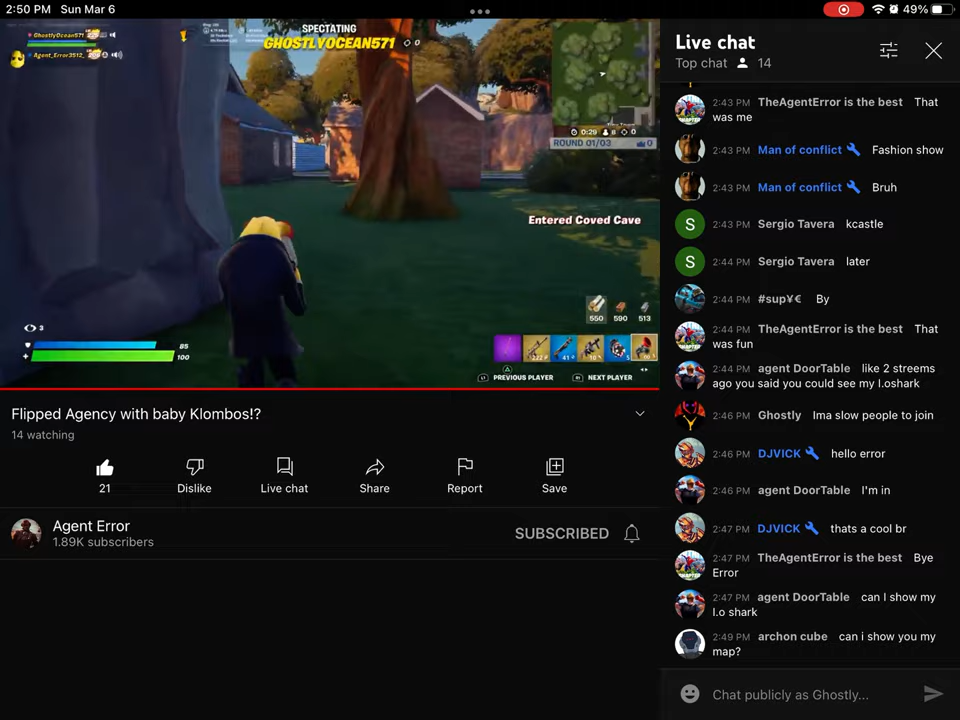 2:50 PM Sun Mar 6
49%
GhostlyOcean571
Agent_Error3512_
SPECTATING
GHOSTLYOCEAN571 0
0:29 8 0
ROUND 01/03 0
Entered Coved Cave
3
85
100
550 590 513
PREVIOUS PLAYER NEXT PLAYER
Flipped Agency with baby Klombos!?
14 watching
21 Dislike Live chat Share Report Save
Agent Error
1.89K subscribers
SUBSCRIBED
Live chat
Top chat 14
2:43 PM TheAgentError is the best That
was me
2:43 PM Man of conflict Fashion show
2:43 PM Man of conflict Bruh
S 2:43 PM Sergio Tavera kcastle
S 2:44 PM Sergio Tavera later
2:44 PM #sup¥€ By
2:44 PM TheAgentError is the best That
was fun
2:44 PM agent DoorTable like 2 streems
ago you said you could see my I.oshark
2:46 PM Ghostly Ima slow people to join
2:46 PM DJVICK hello error
2:46 PM agent DoorTable I'm in
2:47 PM DJVICK thats a cool br
2:47 PM TheAgentError is the best Bye
Error
2:47 PM agent DoorTable can I show my
I.o shark
2:49 PM archon cube can i show you my
map?
Chat publicly as Ghostly...